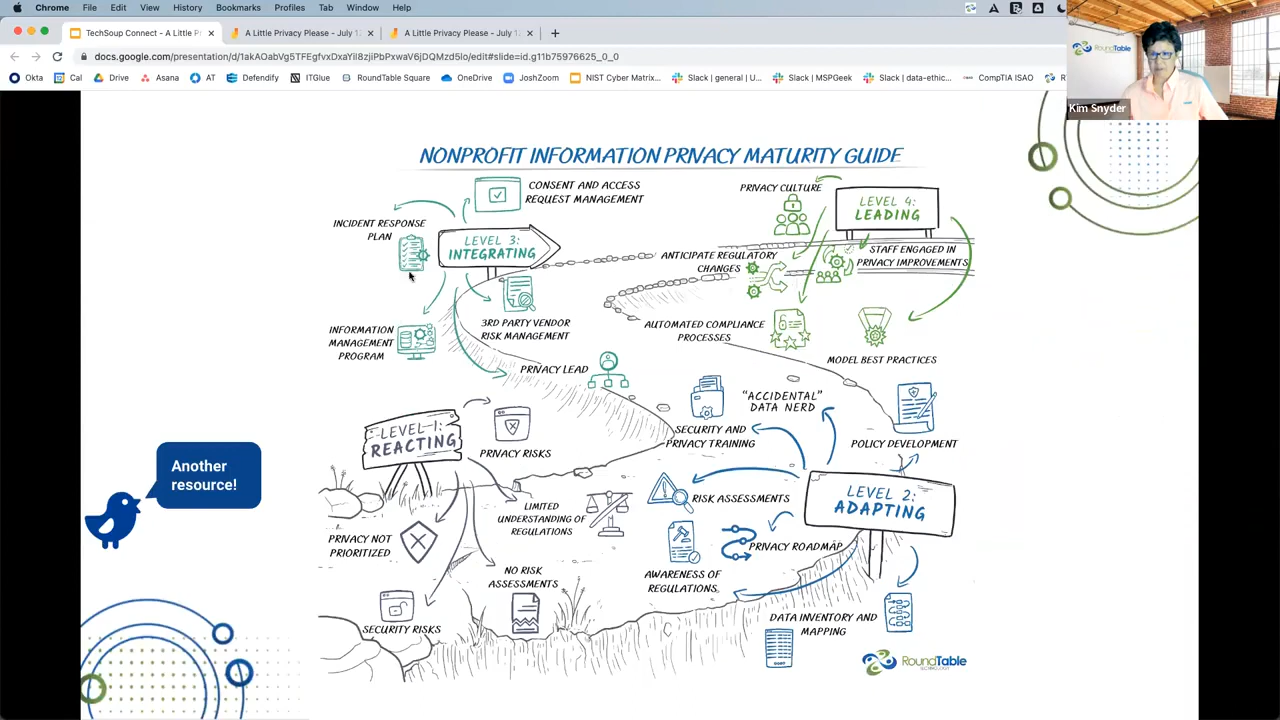 Chrome File Edit View History Bookmarks Profiles Tab Window Help
TechSoup Connect - A Little Pr
A Little Privacy Please - July 1
A Little Privacy Please - July 1
docs.google.com/presentation/d/1akAOabVg5TFEgfvxDxaYii8zjiPbPxwaV6jDQMzd5lo/edit#slide=id.g11b75976625_0_0
Okta Cal Drive Asana AT Defendify ITGlue RoundTable Square OneDrive JoshZoom NIST Cyber Matrix... Slack | general | U... Slack | MSPGeek Slack | data-ethic... CompTIA ISAO
RoundTable
Kim Snyder
NONPROFIT INFORMATION PRIVACY MATURITY GUIDE
CONSENT AND ACCESS
REQUEST MANAGEMENT
INCIDENT RESPONSE
PLAN
LEVEL 3:
INTEGRATING
3RD PARTY VENDOR
RISK MANAGEMENT
INFORMATION
MANAGEMENT
PROGRAM
PRIVACY LEAD
PRIVACY CULTURE
LEVEL 4:
LEADING
ANTICIPATE REGULATORY
CHANGES
STAFF ENGAGED IN
PRIVACY IMPROVEMENTS
AUTOMATED COMPLIANCE
PROCESSES
MODEL BEST PRACTICES
LEVEL 1:
REACTING
PRIVACY RISKS
LIMITED
UNDERSTANDING OF
REGULATIONS
PRIVACY NOT
PRIORITIZED
NO RISK
ASSESSMENTS
SECURITY RISKS
"ACCIDENTAL"
DATA NERD
SECURITY AND
PRIVACY TRAINING
POLICY DEVELOPMENT
LEVEL 2:
ADAPTING
RISK ASSESSMENTS
PRIVACY ROADMAP
AWARENESS OF
REGULATIONS
DATA INVENTORY AND
MAPPING
Another
resource!
RoundTable
TECHNOLOGY